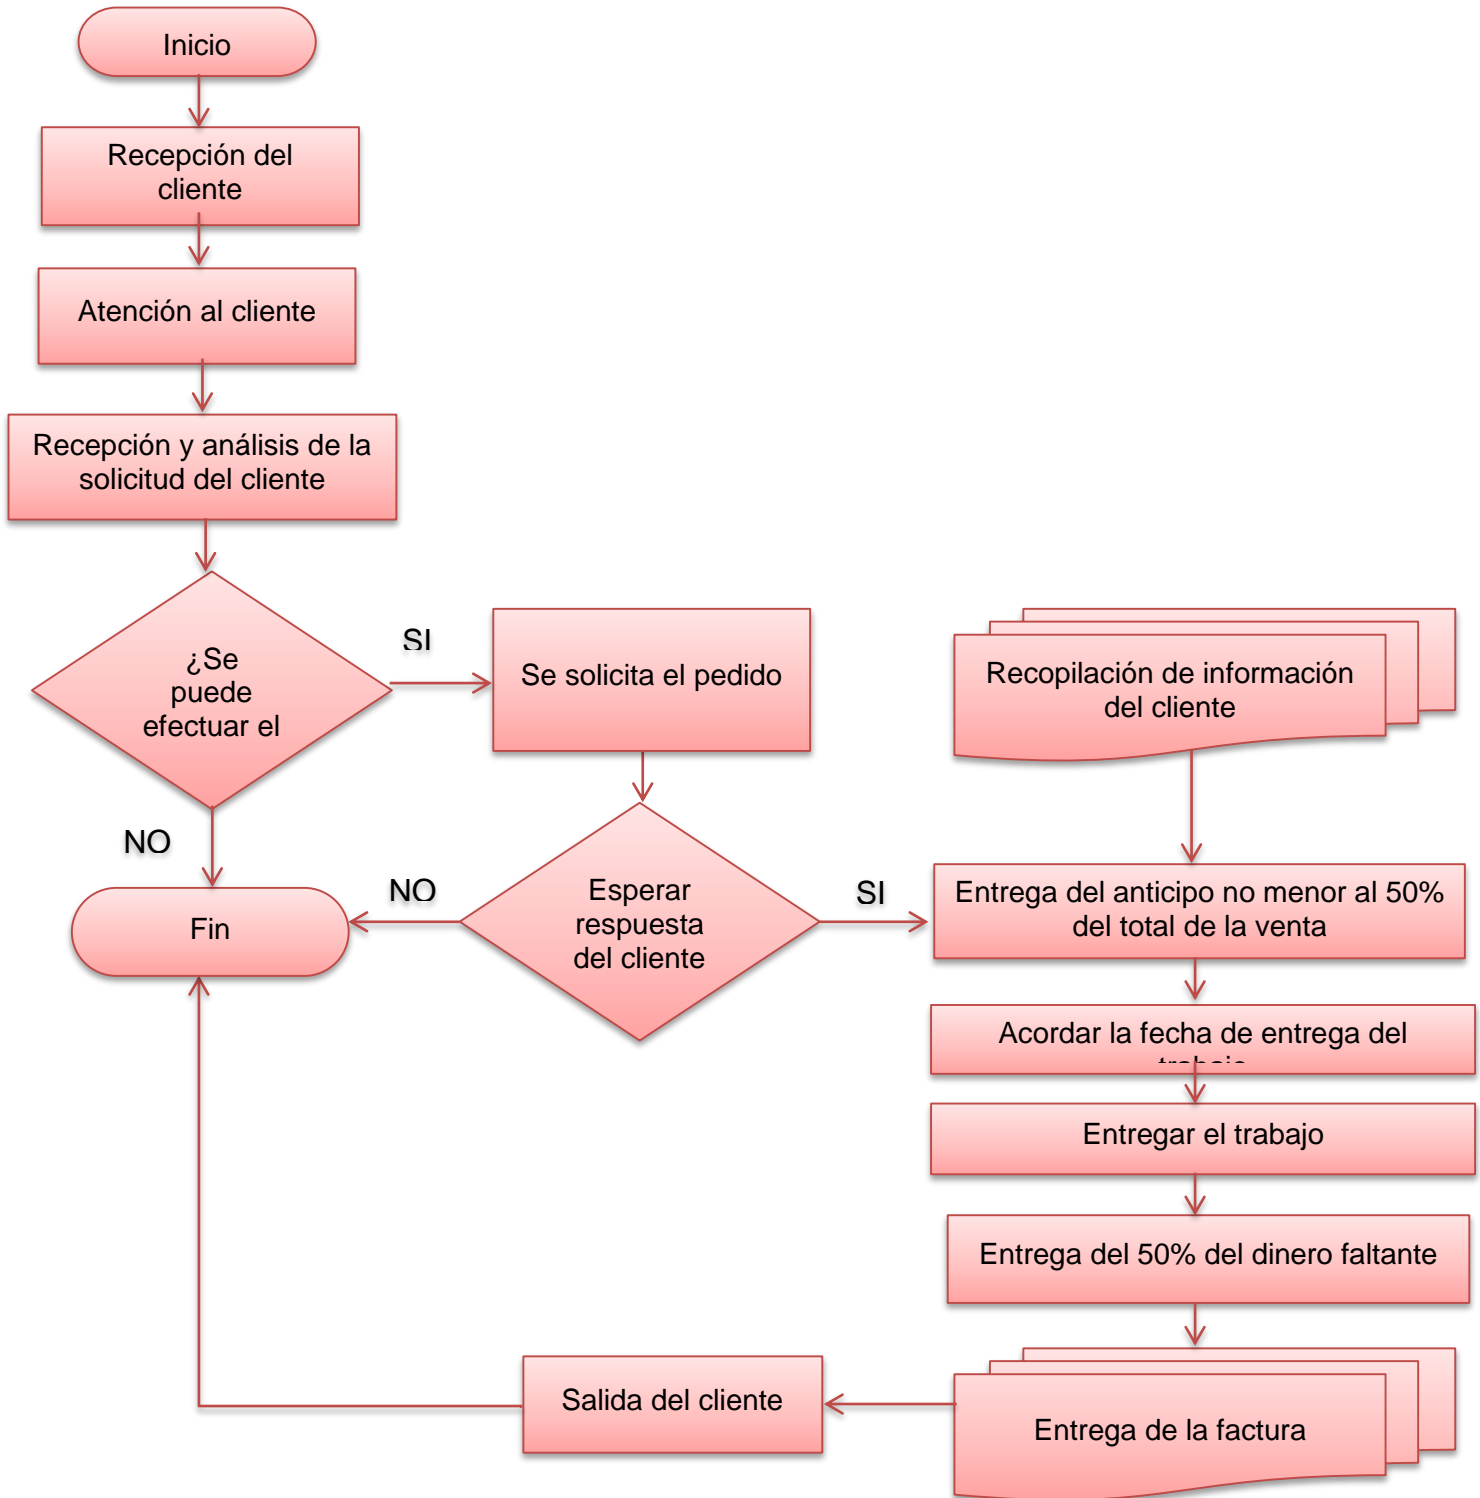 Inicio
Recepción del
cliente
Atención al cliente
Recepción y análisis de la
solicitud del cliente
¿Se
puede
efectuar el
SI
NO
Se solicita el pedido
Recopilación de información
del cliente
Esperar
respuesta
del cliente
NO
SI
Fin
Entrega del anticipo no menor al 50%
del total de la venta
Acordar la fecha de entrega del
trabajo
Entregar el trabajo
Entrega del 50% del dinero faltante
Entrega de la factura
Salida del cliente